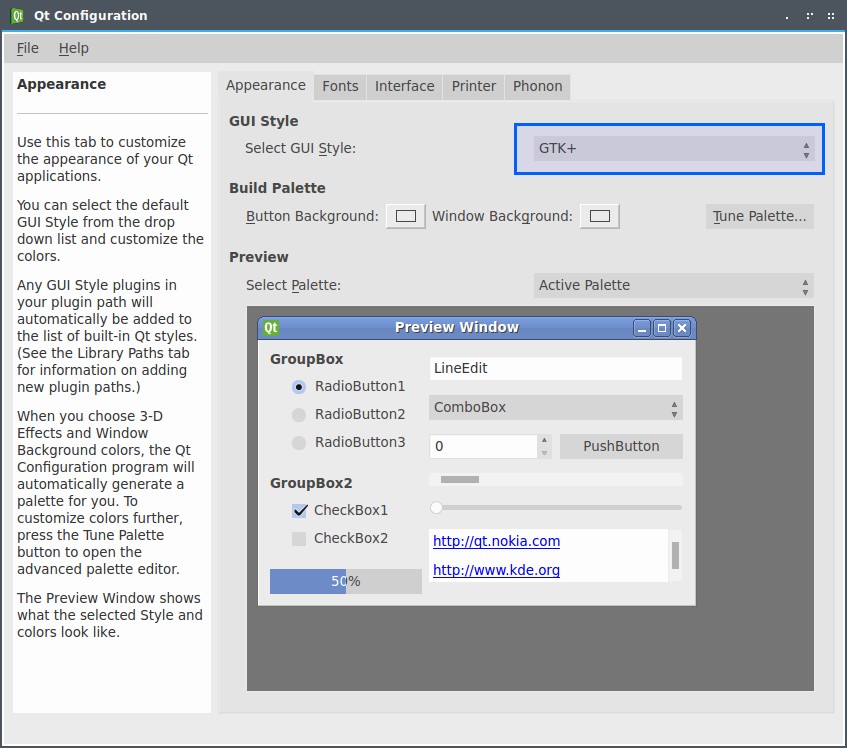 Qt Qt Configuration
File Help
Appearance
Use this tab to customize
the appearance of your Qt
applications.
You can select the default
GUI Style from the drop
down list and customize the
colors.
Any GUI Style plugins in
your plugin path will
automatically be added to
the list of built-in Qt styles.
(See the Library Paths tab
for information on adding
new plugin paths.)
When you choose 3-D
Effects and Window
Background colors, the Qt
Configuration program will
automatically generate a
palette for you. To
customize colors further,
press the Tune Palette
button to open the
advanced palette editor.
The Preview Window shows
what the selected Style and
colors look like.
Appearance Fonts Interface Printer Phonon
GUI Style
Select GUI Style: GTK+
Build Palette
Button Background: Window Background: Tune Palette...
Preview
Select Palette: Active Palette
Qt Preview Window
GroupBox
RadioButton1
RadioButton2
RadioButton3
GroupBox2
CheckBox1
CheckBox2
50%
LineEdit
ComboBox
0 PushButton
http://qt.nokia.com
http://www.kde.org